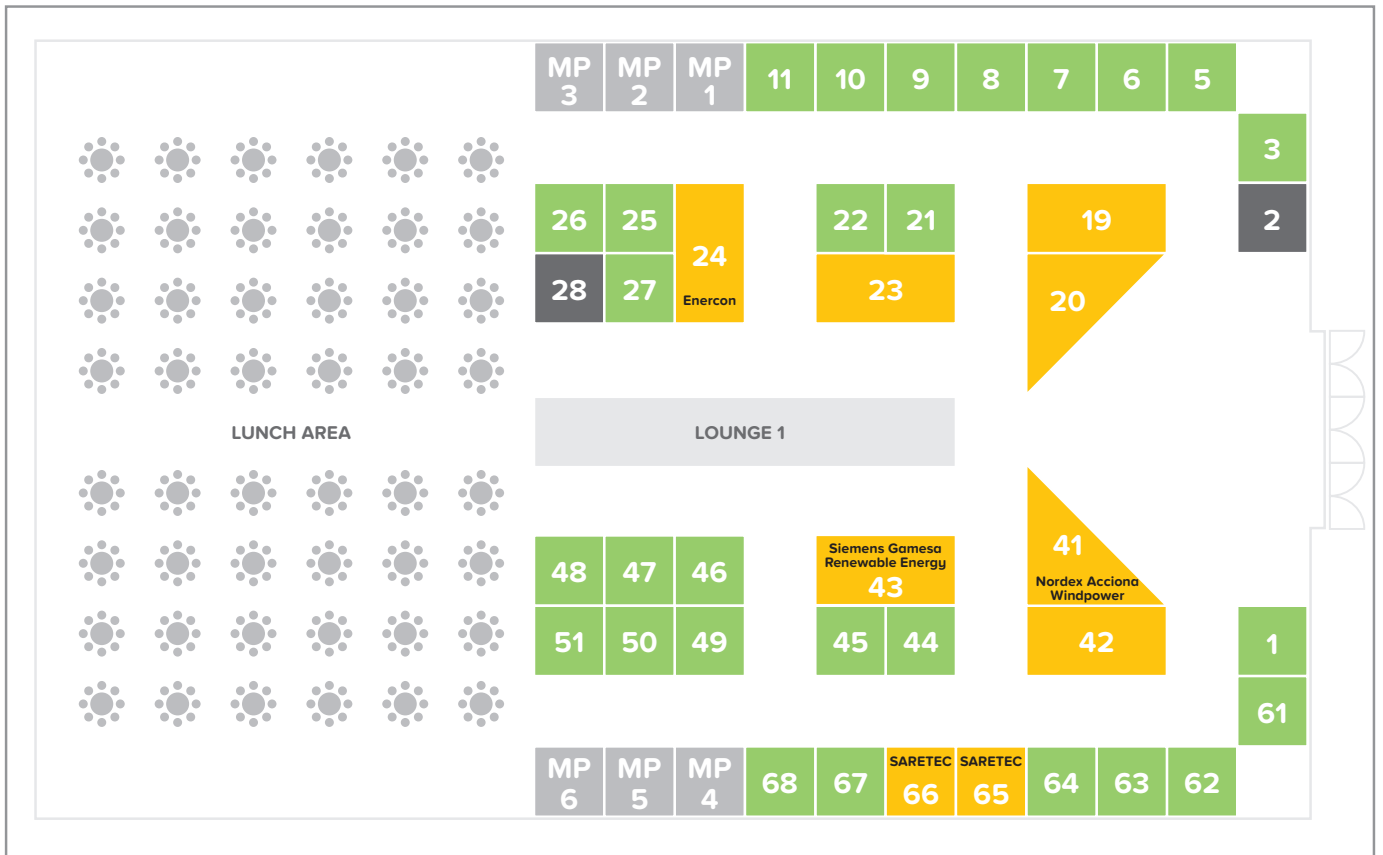 MP 3
MP 2
MP 1
11
10
9
8
7
6
5
3
2
26
25
24
Enercon
22
21
19
28
27
23
20
LUNCH AREA
LOUNGE 1
48
47
46
Siemens Gamesa
Renewable Energy
43
41
Nordex Acciona
Windpower
51
50
49
45
44
42
1
61
MP 6
MP 5
MP 4
68
67
SARETEC
66
SARETEC
65
64
63
62